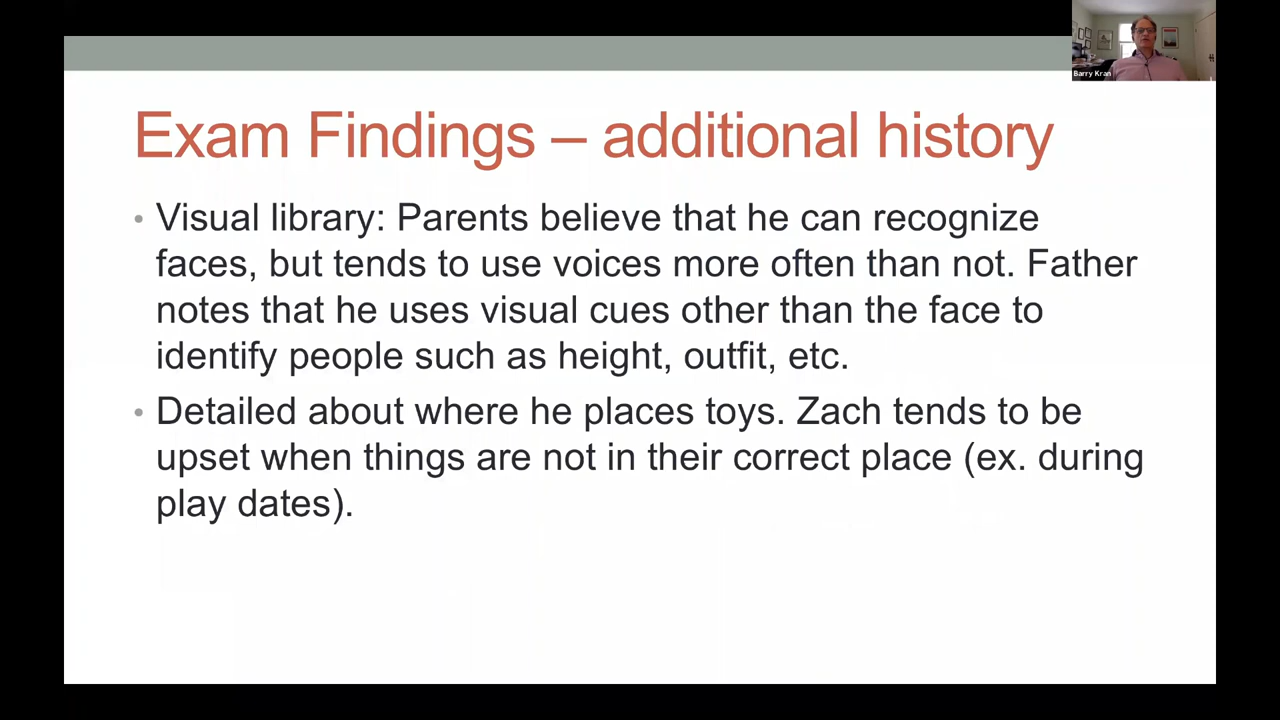 Barry Kran
Exam Findings – additional history
• Visual library: Parents believe that he can recognize
faces, but tends to use voices more often than not. Father
notes that he uses visual cues other than the face to
identify people such as height, outfit, etc.
• Detailed about where he places toys. Zach tends to be
upset when things are not in their correct place (ex. during
play dates).